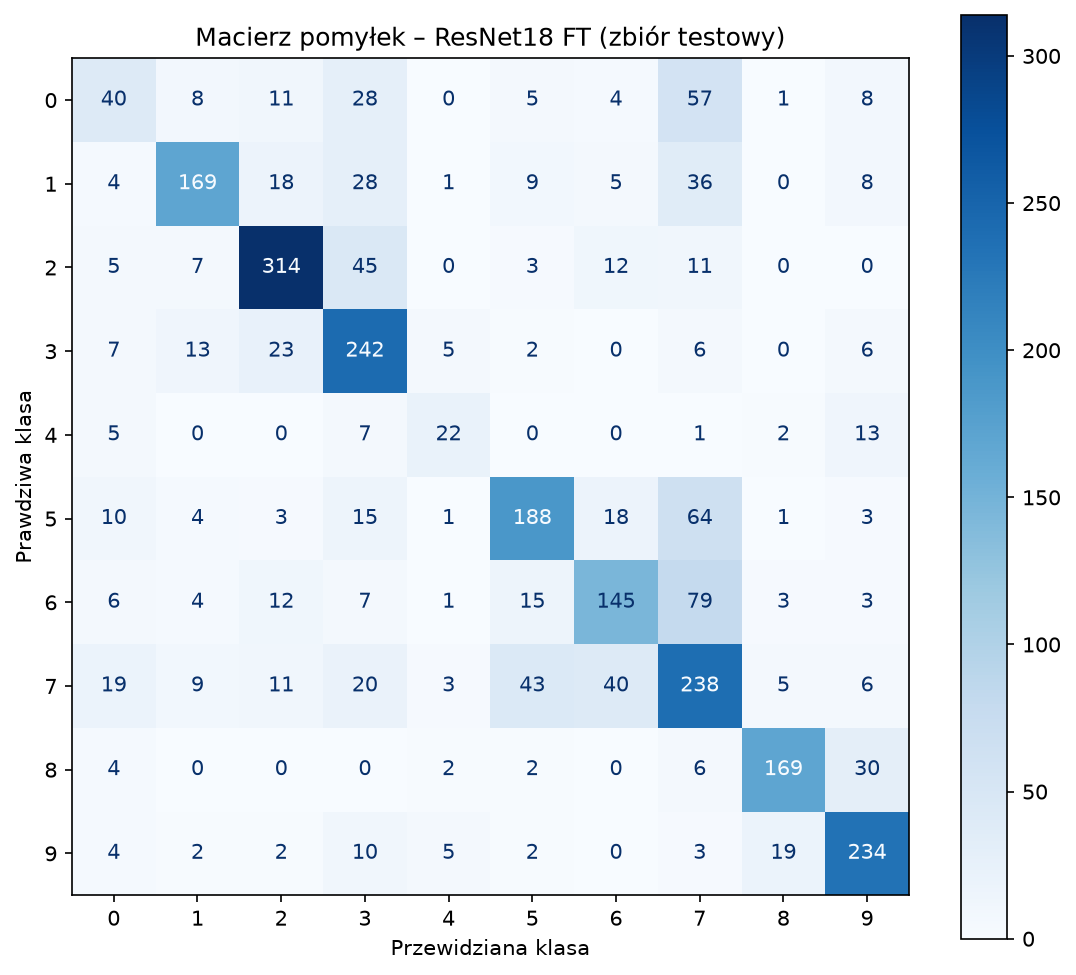 Macierz pomyłek – ResNet18 FT (zbiór testowy)
0 40 8 11 28 0 5 4 57 1 8
1 4 169 18 28 1 9 5 36 0 8
2 5 7 314 45 0 3 12 11 0 0
3 7 13 23 242 5 2 0 6 0 6
4 5 0 0 7 22 0 0 1 2 13
5 10 4 3 15 1 188 18 64 1 3
6 6 4 12 7 1 15 145 79 3 3
7 19 9 11 20 3 43 40 238 5 6
8 4 0 0 0 2 2 0 6 169 30
9 4 2 2 10 5 2 0 3 19 234
0 1 2 3 4 5 6 7 8 9
Przewidziana klasa
Prawdziwa klasa
300
250
200
150
100
50
0